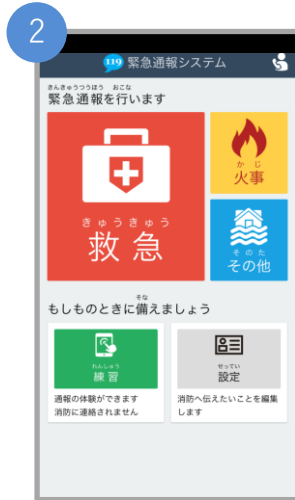 2
119 緊急通報システム
きんきゅうつうほう おこな
緊急通報を行います
きゅうきゅう
救急
かじ
火事
そのた
その他
そな
もしものときに備えましょう
れんしゅう
練習
通報の体験ができます
消防に連絡されません
せってい
設定
消防へ伝えたいことを編集
します